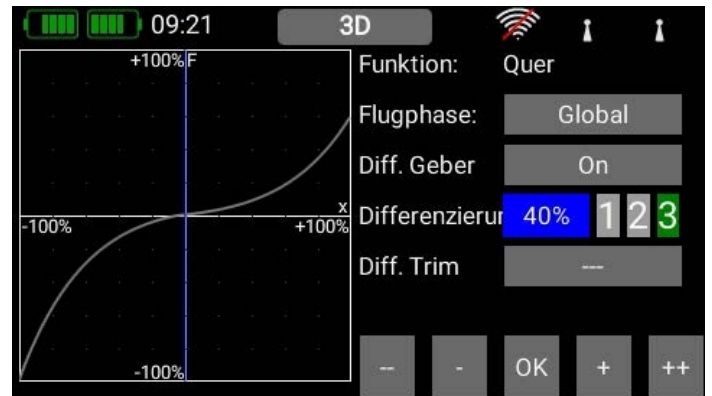 09:21 3D
+100% F
Funktion: Quer
Flugphase: Global
Diff. Geber On
x
-100% +100%
Differenzierur 40% 1 2 3
Diff. Trim ---
-100%
-- - OK + ++